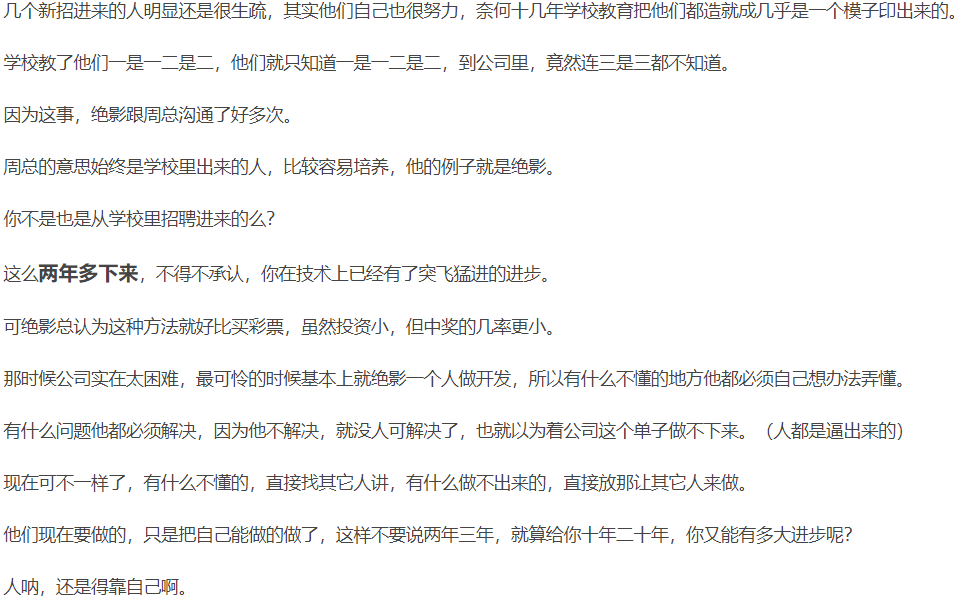 几个新招进来的人明显还是很生疏，其实他们自己也很努力，奈何十几年学校教育把他们都造就成几乎是一个模子印出来的。
学校教了他们一是一二是二，他们就只知道一是一二是二，到公司里，竟然连三是三都不知道。
因为这事，绝影跟周总沟通了好多次。
周总的意思始终是学校里出来的人，比较容易培养，他的例子就是绝影。
你不是也是从学校里招聘进来的么？
这么两年多下来，不得不承认，你在技术上已经有了突飞猛进的进步。
可绝影总认为这种方法就好比买彩票，虽然投资小，但中奖的几率更小。
那时候公司实在太困难，最可怜的时候基本上就绝影一个人做开发，所以有什么不懂的地方他都必须自己想办法弄懂。
有什么问题他都必须解决，因为他不解决，就没人可解决了，也就以为着公司这个单子做不下来。（人都是逼出来的）
现在可不一样了，有什么不懂的，直接找其它人讲，有什么做不出来的，直接放那让其它人来做。
他们现在要做的，只是把自己能做的做了，这样不要说两年三年，就算给你十年二十年，你又能有多大进步呢？
人呐，还是得靠自己啊。